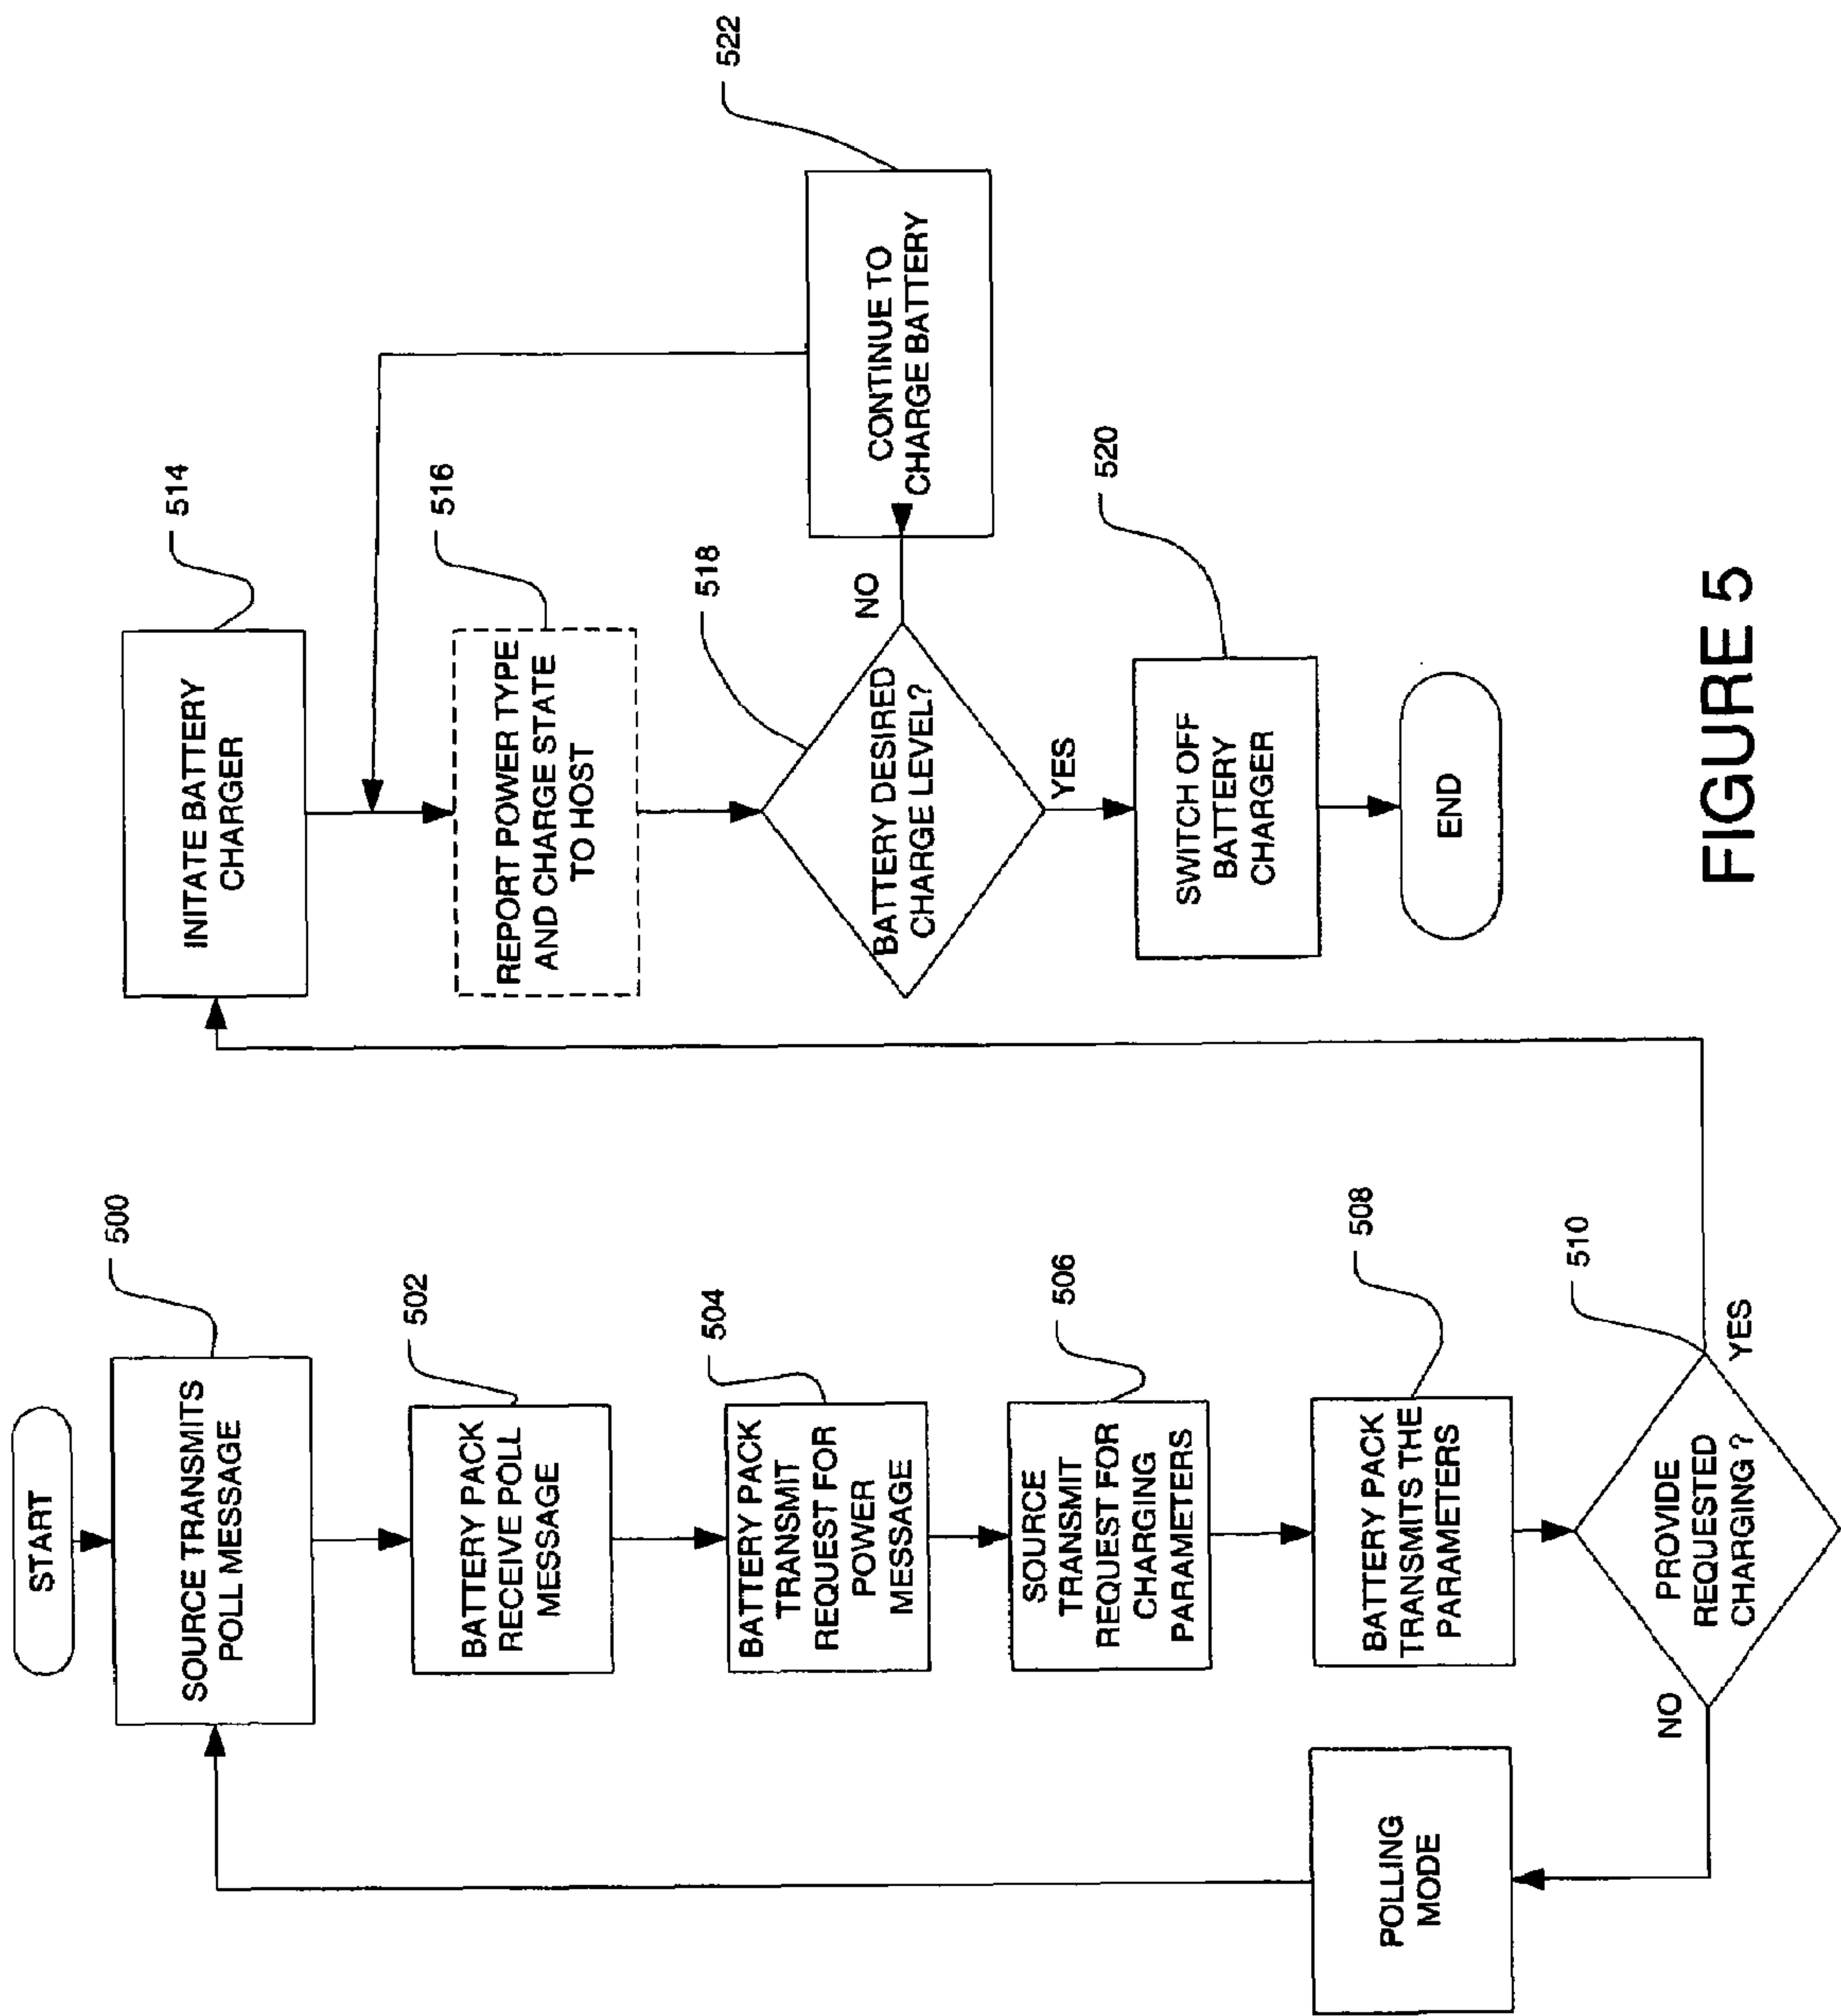 START
500
SOURCE TRANSMITS
POLL MESSAGE
502
BATTERY PACK
RECEIVE POLL
MESSAGE
504
BATTERY PACK
TRANSMIT
REQUEST FOR
POWER
MESSAGE
506
SOURCE
TRANSMIT
REQUEST FOR
CHARGING
PARAMETERS
508
BATTERY PACK
TRANSMITS THE
PARAMETERS
510
PROVIDE
REQUESTED
CHARGING ?
NO
YES
POLLING
MODE
514
INITATE BATTERY
CHARGER
516
REPORT POWER TYPE
AND CHARGE STATE
TO HOST
518
BATTERY DESIRED
CHARGE LEVEL?
NO
YES
522
CONTINUE TO
CHARGE BATTERY
520
SWITCH OFF
BATTERY
CHARGER
END
FIGURE 5